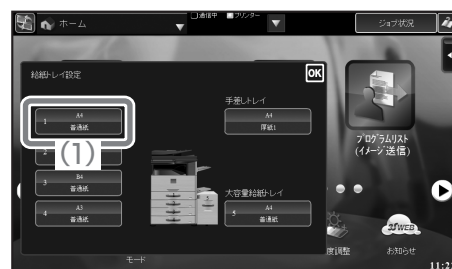 ホーム
通信中 プリンター
ジョブ状況
給紙トレイ設定
OK
1 A4
普通紙
(1)
2
3 B4
普通紙
4 A3
普通紙
手差しトレイ
A4
厚紙1
大容量給紙トレイ
5 A4
普通紙
5
プログラムリスト
(イメージ送信)
WEB
モード
度調整
お知らせ
11:2